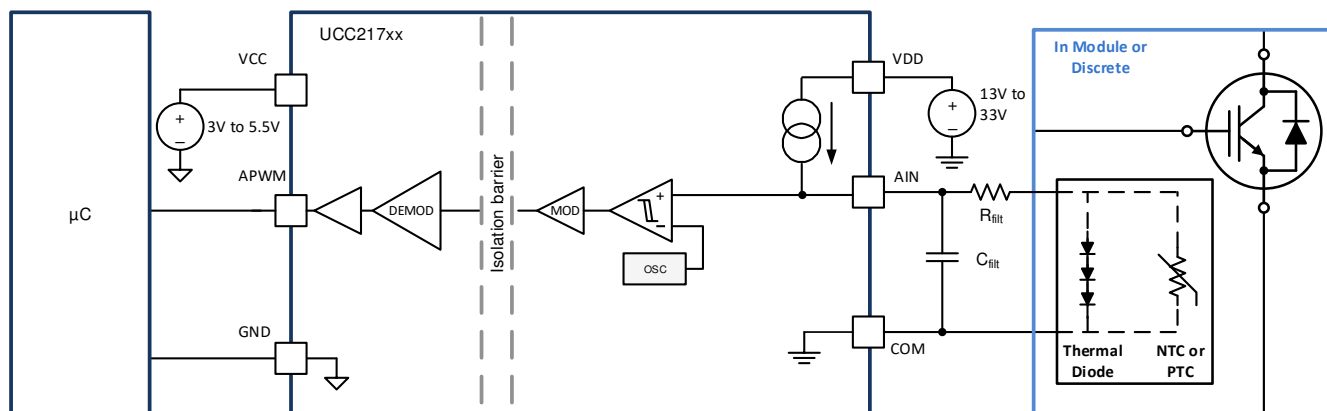 UCC217xx
In Module or
Discrete
VCC
VDD
3V to 5.5V
13V to
33V
Isolation barrier
APWM
AIN
µC
DEMOD
MOD
+
−
OSC
Rfilt
Cfilt
GND
COM
Thermal
Diode
NTC or
PTC